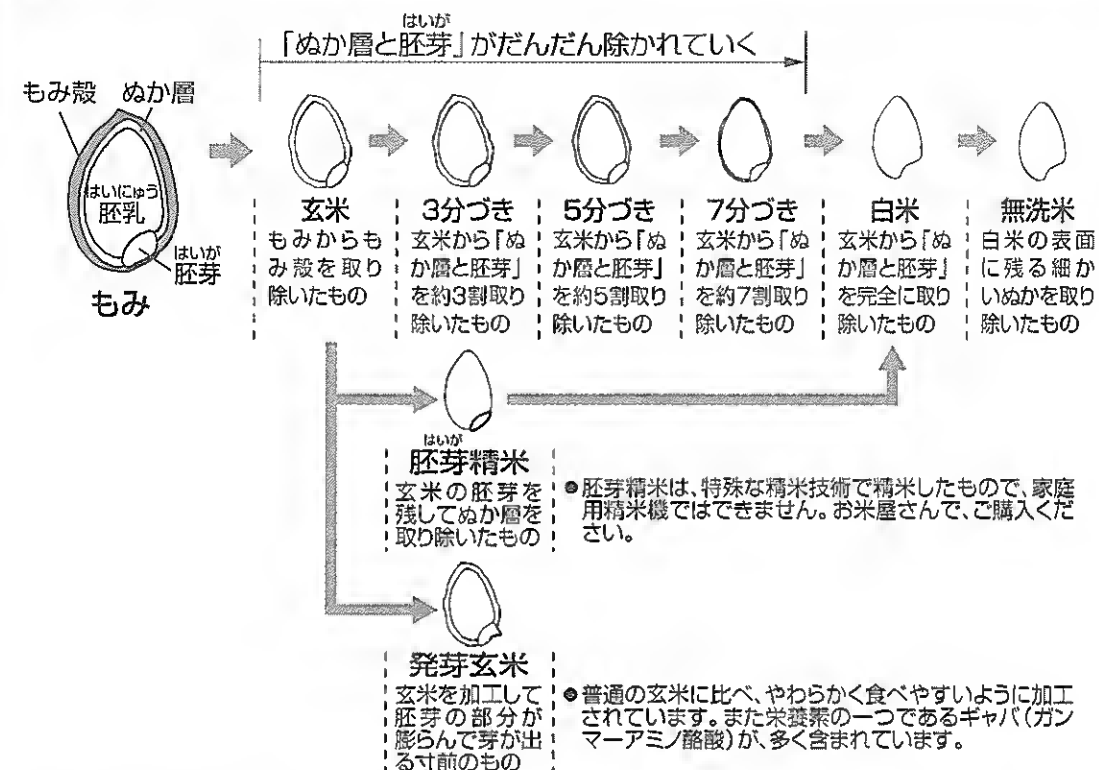 はいが
「ぬか層と胚芽」がだんだん除かれていく
もみ殻 ぬか層
はいにゅう
胚乳
はいが
胚芽
もみ
玄米
もみからも
み殻を取り
除いたもの
3分づき
玄米から「ぬ
か層と胚芽」
を約3割取り
除いたもの
5分づき
玄米から「ぬ
か層と胚芽」
を約5割取り
除いたもの
7分づき
玄米から「ぬ
か層と胚芽」
を約7割取り
除いたもの
白米
玄米から「ぬ
か層と胚芽」
を完全に取り
除いたもの
無洗米
白米の表面
に残る細か
いぬかを取り
除いたもの
はいが
胚芽精米
玄米の胚芽を
残してぬか層を
取り除いたもの
●胚芽精米は、特殊な精米技術で精米したもので、家庭
用精米機ではできません。お米屋さんで、ご購入くだ
さい。
発芽玄米
玄米を加工して
胚芽の部分が
膨らんで芽が出
る寸前のもの
●普通の玄米に比べ、やわらかく食べやすいように加工
されています。また栄養素の一つであるギャバ(ガン
マーアミノ酪酸)が、多く含まれています。